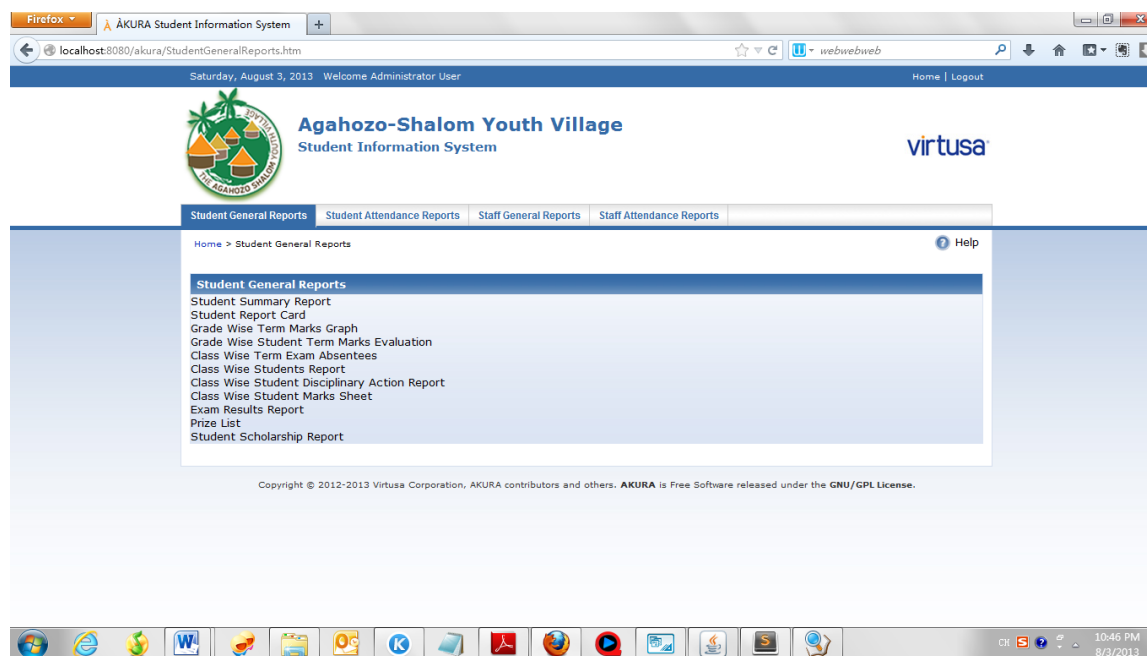 Firefox
ÀKURA Student Information System
localhost:8080/akura/StudentGeneralReports.htm
webwebweb
Saturday, August 3, 2013 Welcome Administrator User
Home | Logout
THE AGAHOZO SHALOM YOUTH VILLAGE
Agahozo-Shalom Youth Village
Student Information System
virtusa
Student General Reports Student Attendance Reports Staff General Reports Staff Attendance Reports
Home > Student General Reports
Help
Student General Reports
Student Summary Report
Student Report Card
Grade Wise Term Marks Graph
Grade Wise Student Term Marks Evaluation
Class Wise Term Exam Absentees
Class Wise Students Report
Class Wise Student Disciplinary Action Report
Class Wise Student Marks Sheet
Exam Results Report
Prize List
Student Scholarship Report
Copyright © 2012-2013 Virtusa Corporation, AKURA contributors and others. AKURA is Free Software released under the GNU/GPL License.
CH
10:46 PM
8/3/2013